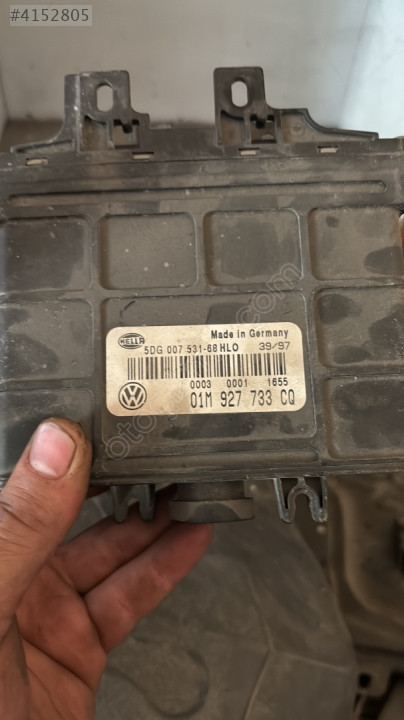 #4152805
Made in Germany
HELLA
5DG 007 531-68 HLO 39/97
0003 0001 1655
01M 927 733 CQ